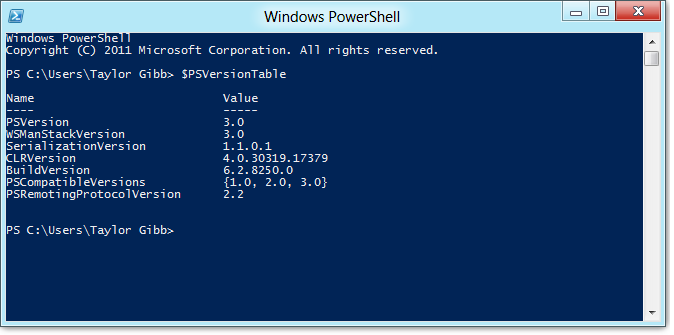 Windows PowerShell
Windows PowerShell
Copyright (C) 2011 Microsoft Corporation. All rights reserved.
PS C:\Users\Taylor Gibb> $PSVersionTable
Name                           Value
----                           -----
PSVersion                      3.0
WSManStackVersion              3.0
SerializationVersion           1.1.0.1
CLRVersion                     4.0.30319.17379
BuildVersion                   6.2.8250.0
PSCompatibleVersions           {1.0, 2.0, 3.0}
PSRemotingProtocolVersion      2.2
PS C:\Users\Taylor Gibb>